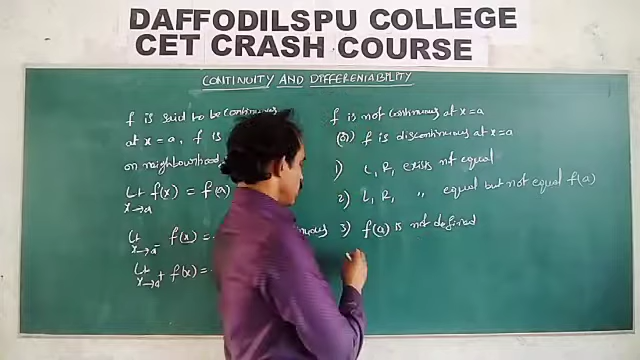 DAFFODILSPU COLLEGE
CET CRASH COURSE
CONTINUITY AND DIFFERENIABILITY
f is said to be continuous
at x = a, f is
on neighbourhood
Lt f(x) = f(a)
x→a
Lt f(x) =
x→a-
Lt f(x) =
x→a+
f is not continuous at x = a
(or) f is discontinuous at x = a
1) L, R, exists not equal
2) L, R, " equal but not equal f(a)
3) f(a) is not defined